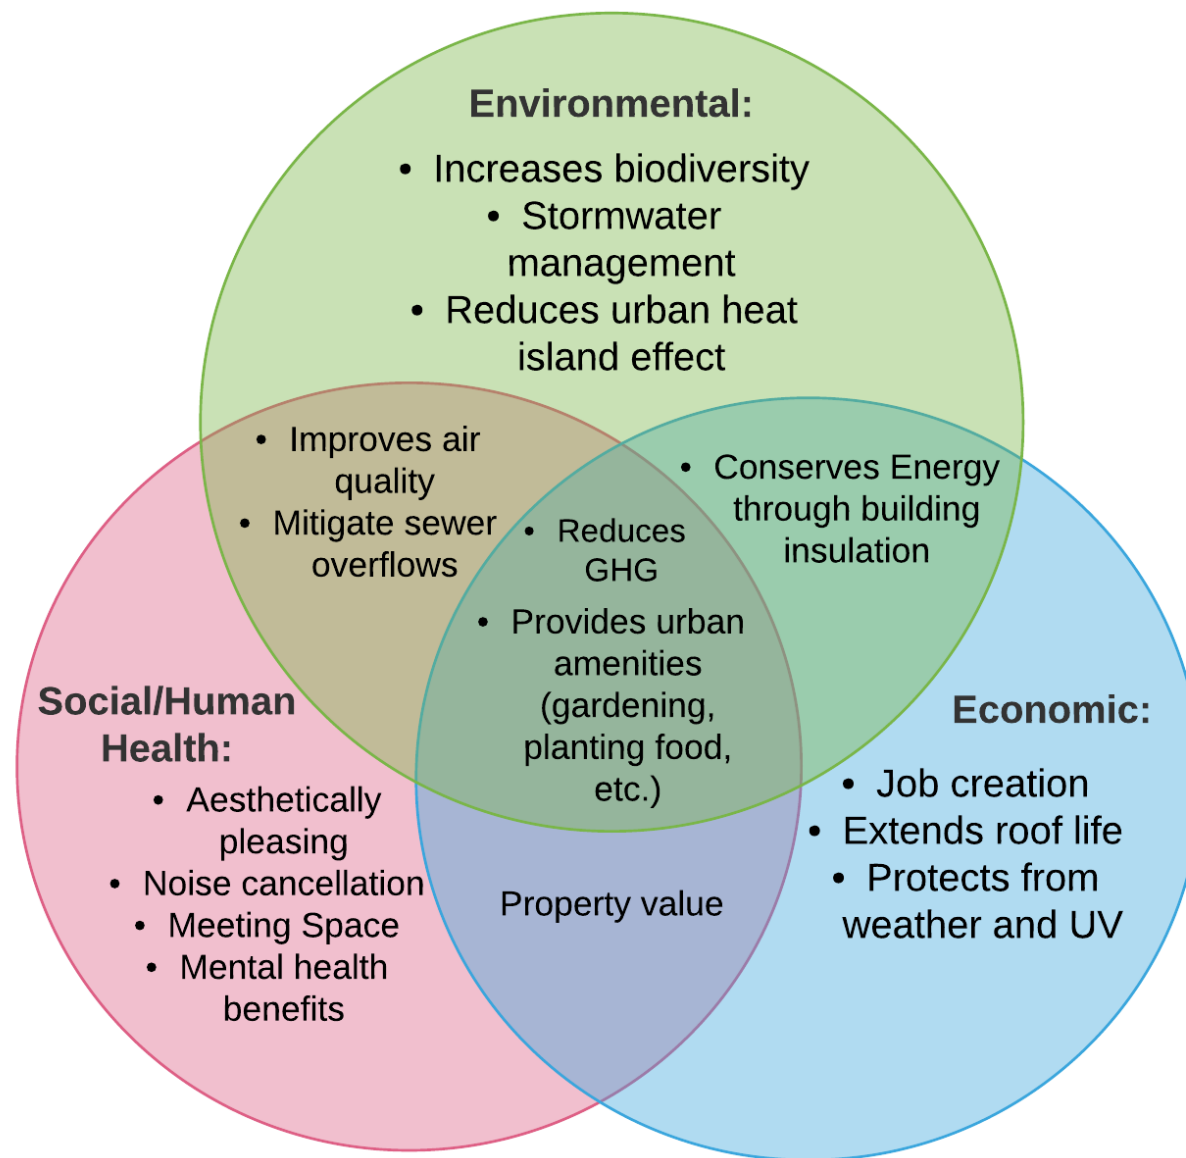 Environmental:
• Increases biodiversity
• Stormwater
management
• Reduces urban heat
island effect
• Improves air
quality
• Mitigate sewer
overflows
• Conserves Energy
through building
insulation
• Reduces
GHG
• Provides urban
amenities
(gardening,
planting food,
etc.)
Social/Human
Health:
• Aesthetically
pleasing
• Noise cancellation
• Meeting Space
• Mental health
benefits
Property value
Economic:
• Job creation
• Extends roof life
• Protects from
weather and UV